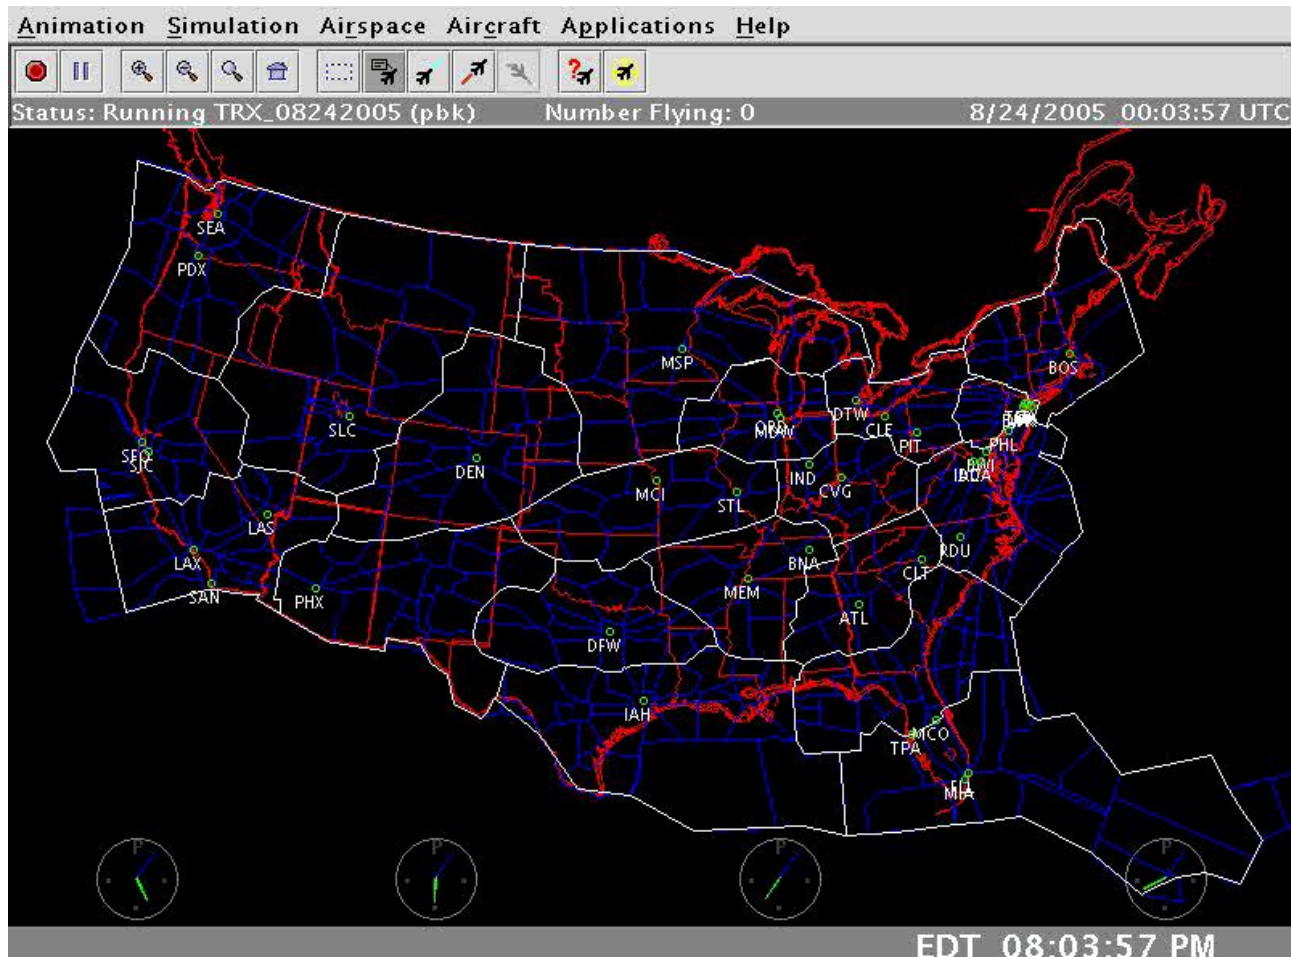 Animation Simulation Airspace Aircraft Applications Help
Status: Running TRX_08242005 (pbk) Number Flying: 0 8/24/2005 00:03:57 UTC
SEA
PDX
MSP
BOS
DTW
CLE
SLC
PIT
PHL
DEN
MCI
IND
CVG
STL
LAS
RDU
LAX
BNA
CLT
SAN
PHX
MEM
ATL
DFW
IAH
MCO
TPA
MIA
P P P P
EDT 08:03:57 PM